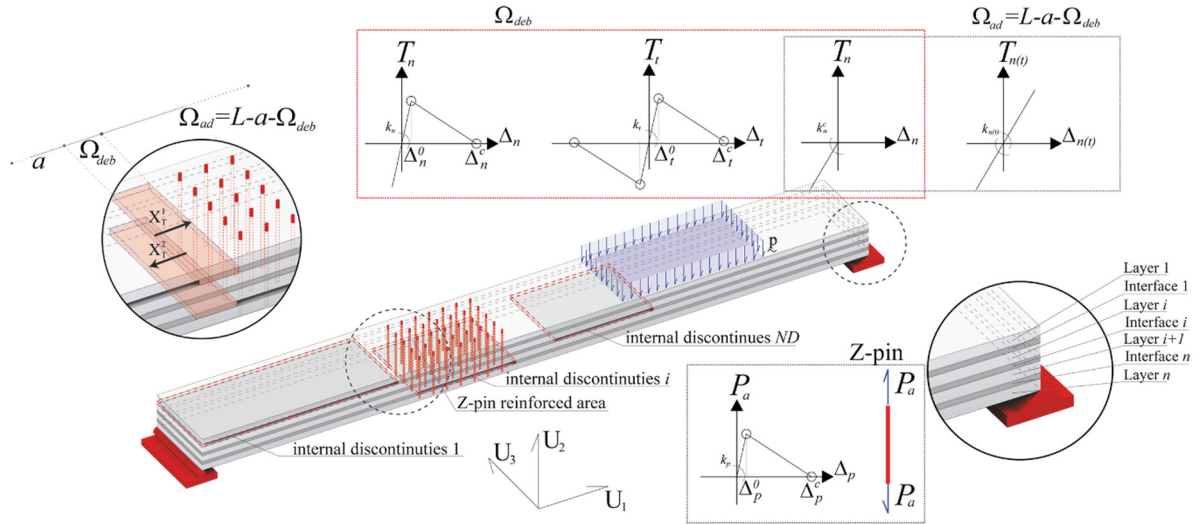 Ω_deb
Ω_ad=L-a-Ω_deb
T_n
k_n
Δ_n^0
Δ_n^c
Δ_n
T_t
k_t
Δ_t^0
Δ_t^c
Δ_t
T_n
k_n^c
Δ_n
T_n(t)
k_n(t)
Δ_n(t)
Ω_ad=L-a-Ω_deb
a
Ω_deb
X_T^1
X_T^2
p
Layer 1
Interface 1
Layer i
Interface i
Layer i+1
Interface n
Layer n
internal discontinues ND
internal discontinuties i
Z-pin reinforced area
internal discontinuties 1
U_3
U_2
U_1
Z-pin
P_a
k_p
Δ_p^0
Δ_p^c
Δ_p
P_a
P_a